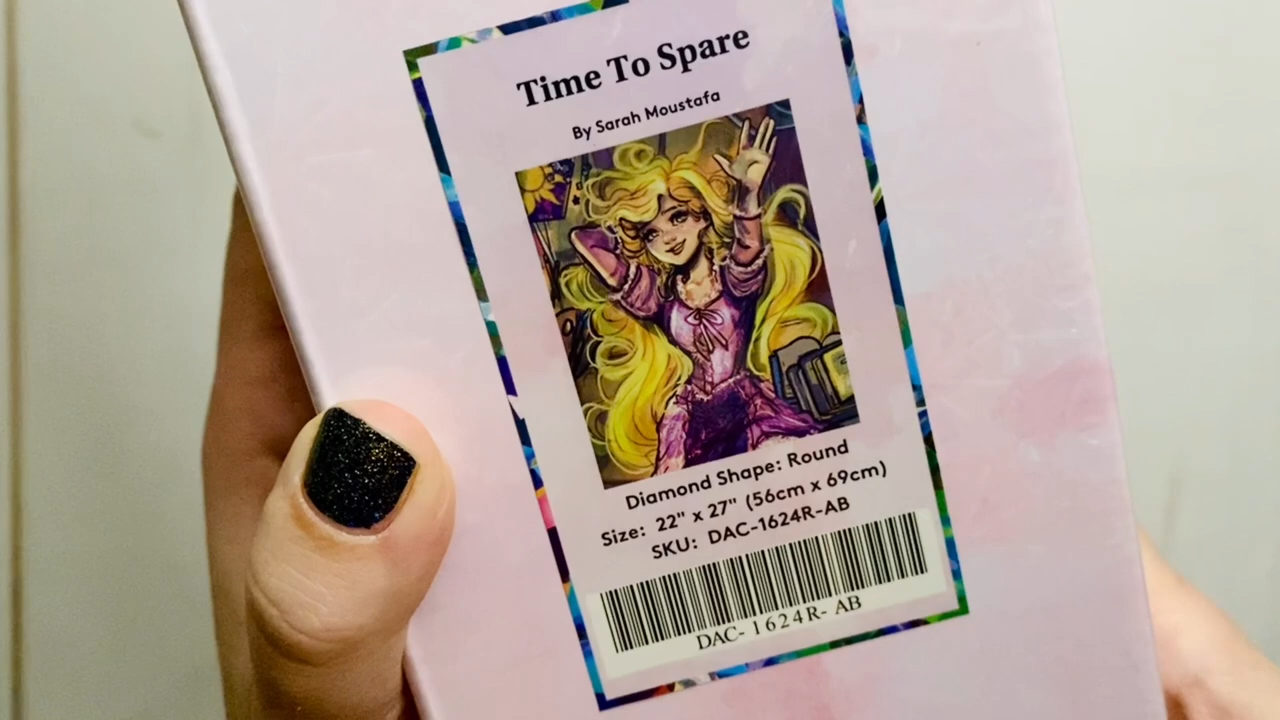 Time To Spare
By Sarah Moustafa
Diamond Shape: Round
Size: 22" x 27" (56cm x 69cm)
SKU: DAC-1624R-AB
DAC- 1624R- AB